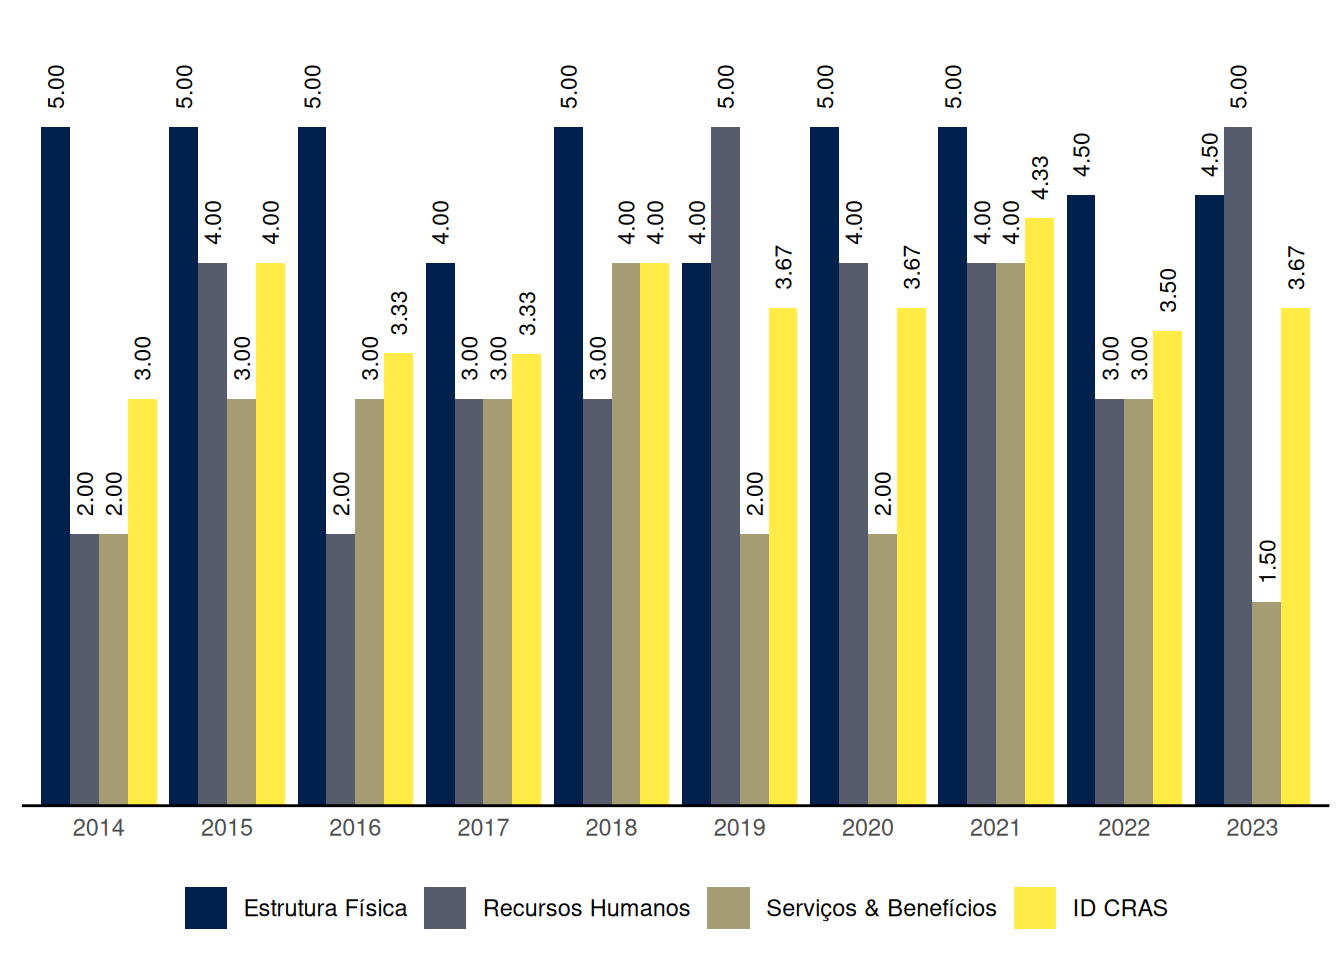 5.00 2.00 2.00 3.00 5.00 4.00 3.00 4.00 5.00 2.00 3.00 3.33 4.00 3.00 3.00 3.33 5.00 3.00 4.00 4.00 4.00 5.00 2.00 3.67 5.00 4.00 2.00 3.67 5.00 4.00 4.00 4.33 4.50 3.00 3.00 3.50 4.50 5.00 1.50 3.67
2014 2015 2016 2017 2018 2019 2020 2021 2022 2023
Estrutura Física Recursos Humanos Serviços & Benefícios ID CRAS